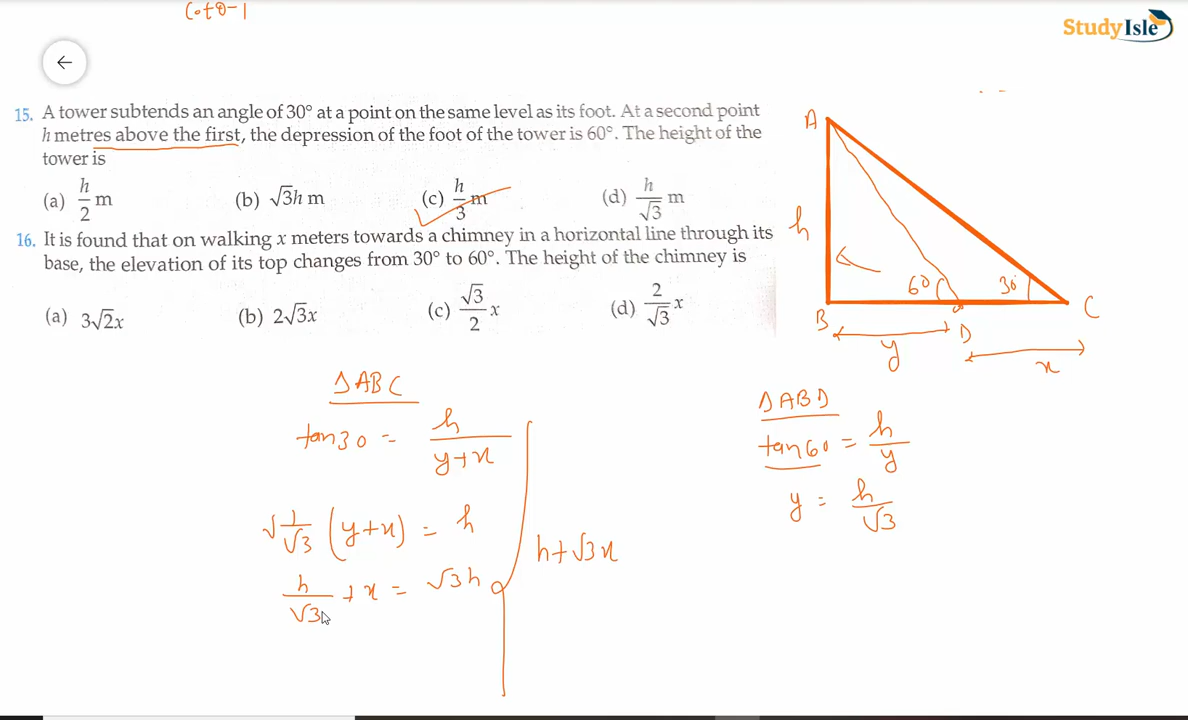 Cotθ-1
StudyIsle
15. A tower subtends an angle of 30° at a point on the same level as its foot. At a second point
h metres above the first, the depression of the foot of the tower is 60°. The height of the
tower is
(a) h/2 m (b) √3h m (c) h/3 m (d) h/√3 m
16. It is found that on walking x meters towards a chimney in a horizontal line through its
base, the elevation of its top changes from 30° to 60°. The height of the chimney is
(a) 3√2x (b) 2√3x (c) √3/2 x (d) 2/√3 x
A
h
60
30
B
D
C
y
x
ΔABC
tan30 = h/(y+x)
√ 1/√3 (y+x) = h
h/√3 + x = √3h
h+√3x
ΔABD
tan60 = h/y
y = h/√3